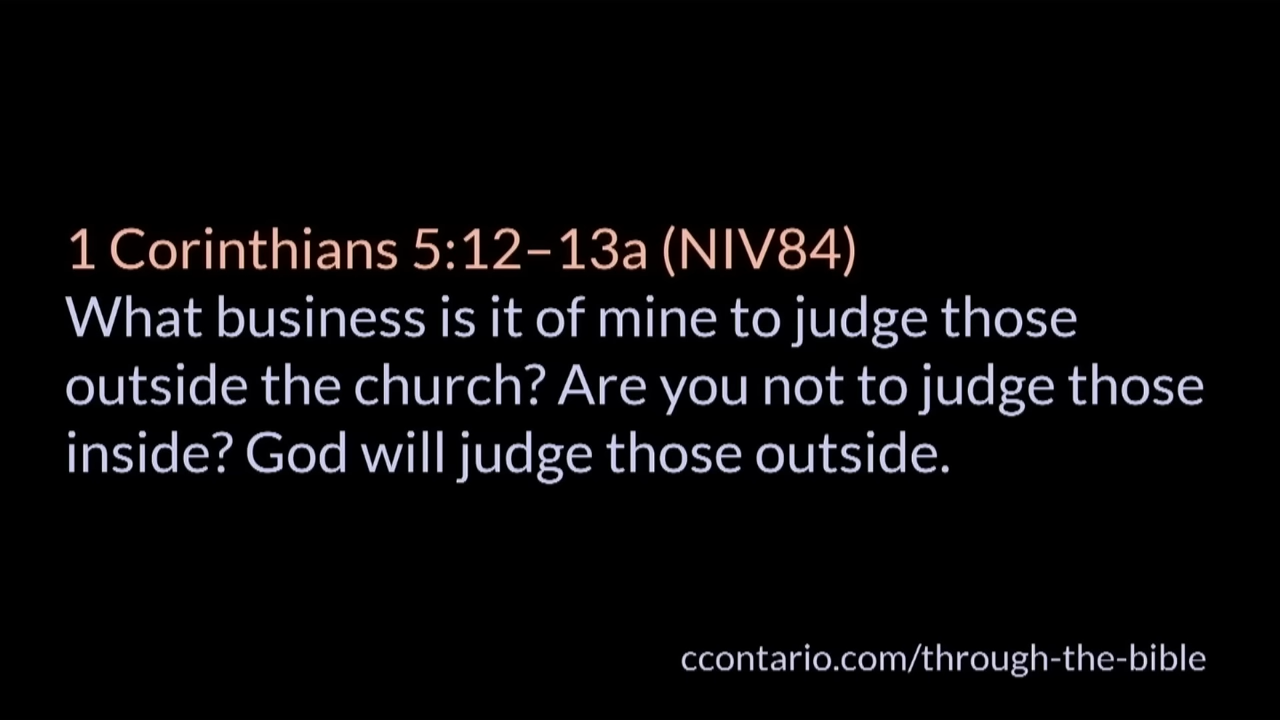 1 Corinthians 5:12–13a (NIV84)
What business is it of mine to judge those
outside the church? Are you not to judge those
inside? God will judge those outside.
ccontario.com/through-the-bible